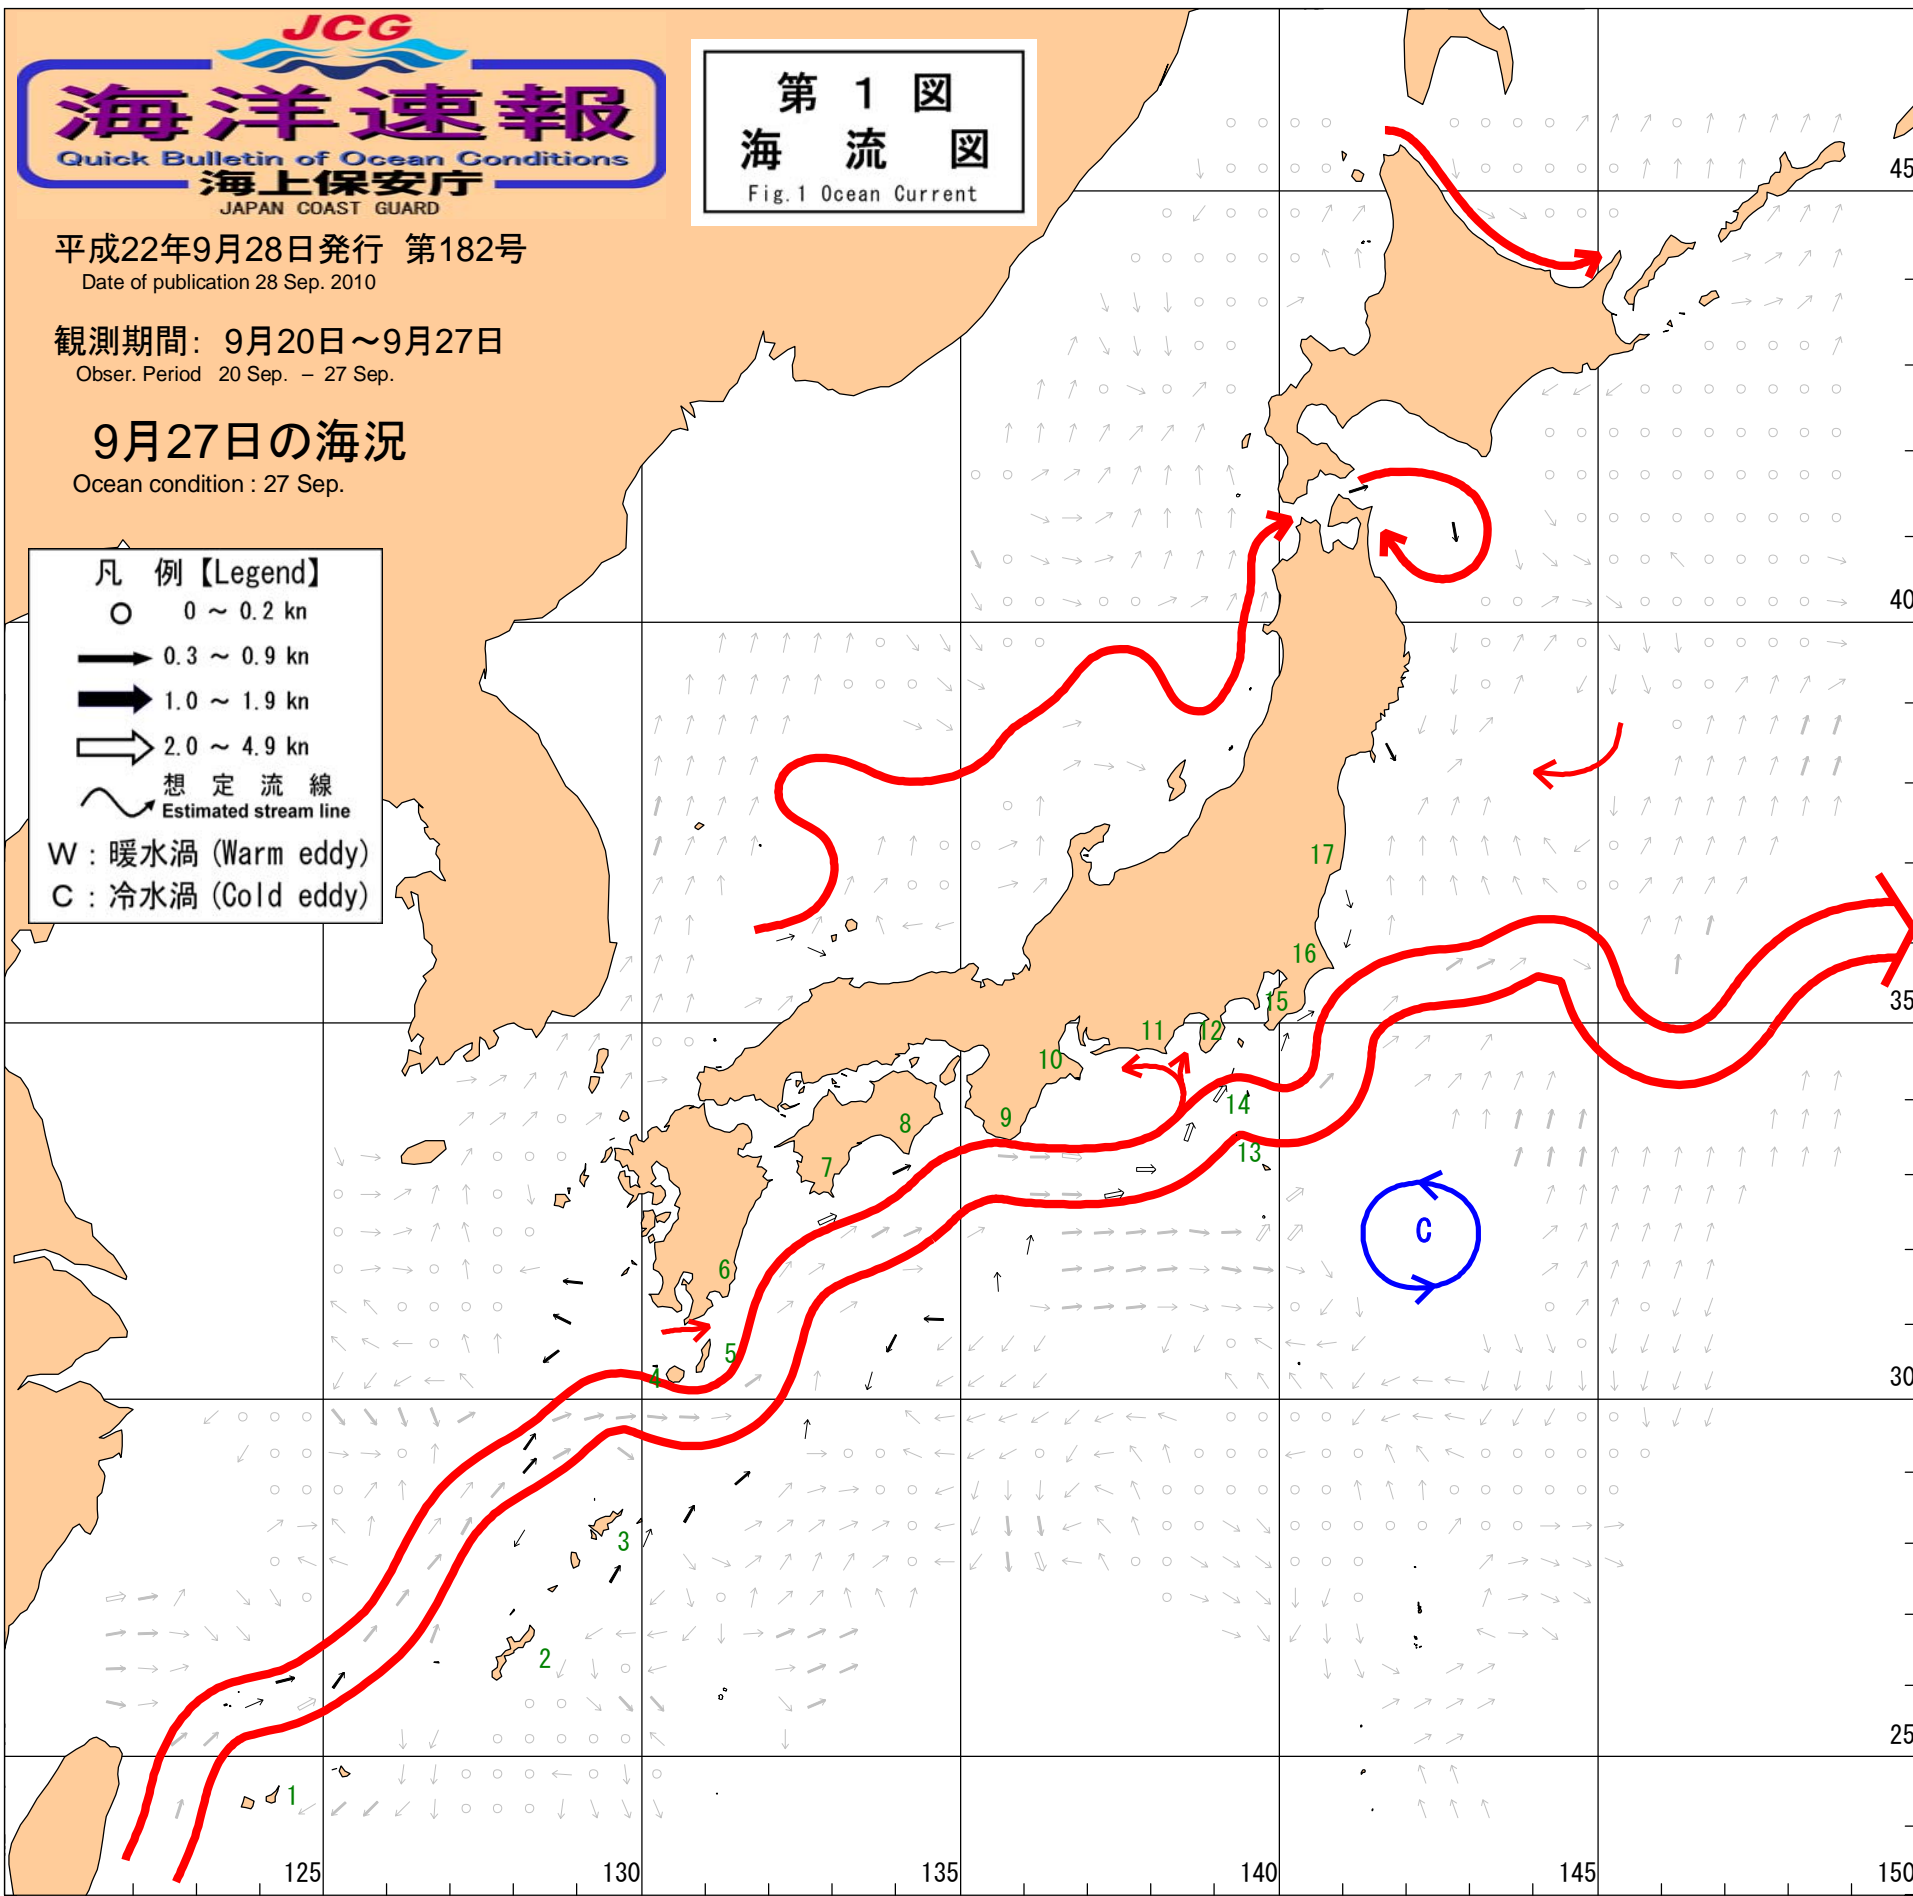 JCG
海洋速報
Quick Bulletin of Ocean Conditions
海上保安庁
JAPAN COAST GUARD
第 1 図
海 流 図
Fig.1 Ocean Current
平成22年9月28日発行 第182号
Date of publication 28 Sep. 2010
観測期間: 9月20日～9月27日
Obser. Period 20 Sep. – 27 Sep.
9月27日の海況
Ocean condition : 27 Sep.
凡 例【Legend】
0 ～ 0.2 kn
0.3 ～ 0.9 kn
1.0 ～ 1.9 kn
2.0 ～ 4.9 kn
想 定 流 線
Estimated stream line
W : 暖水渦 (Warm eddy)
C : 冷水渦 (Cold eddy)
45
40
17
16
35
15
12
11
10
14
9
8
13
7
C
6
5
4
30
3
2
25
1
125
130
135
140
145
150